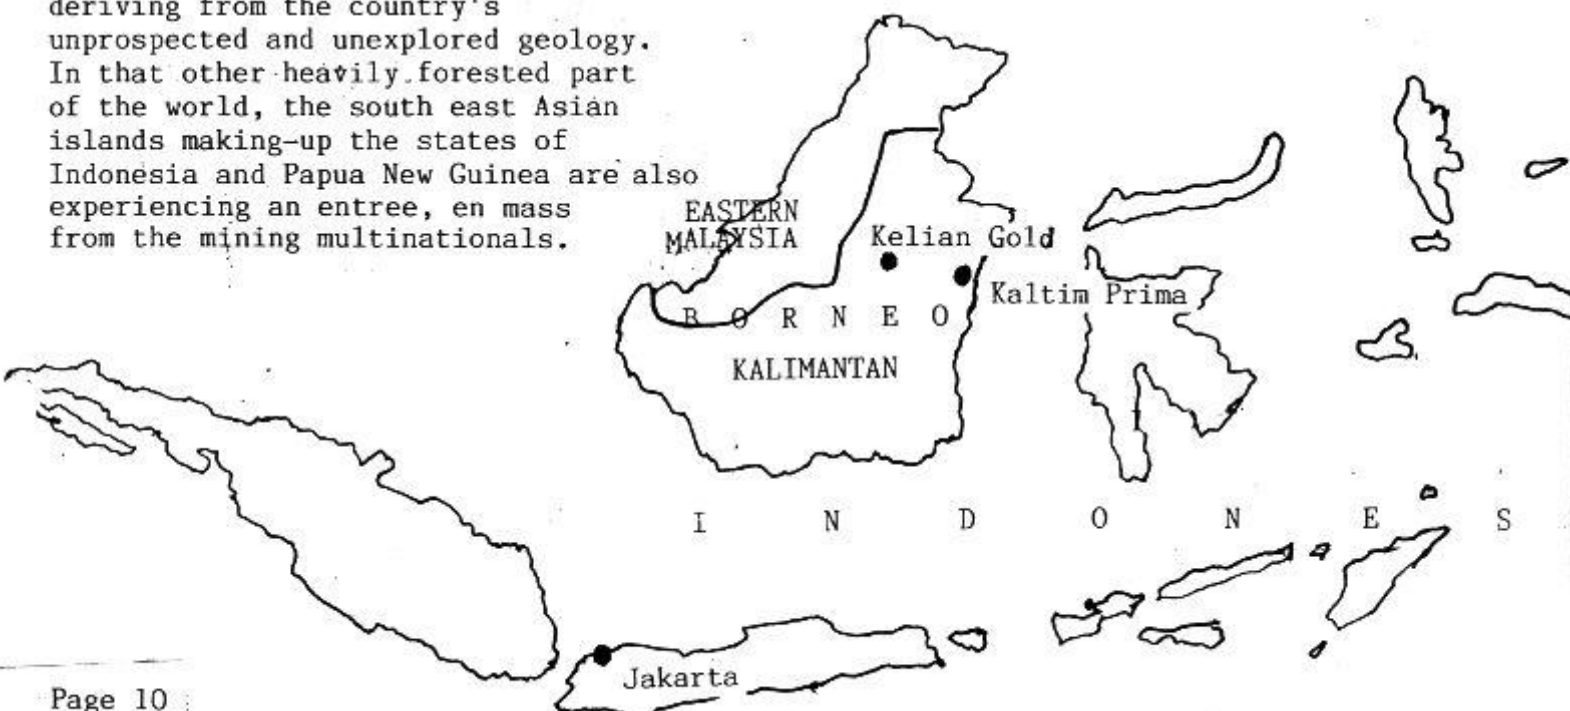 deriving from the country's
unprospected and unexplored geology.
In that other heavily forested part
of the world, the south east Asian
islands making-up the states of
Indonesia and Papua New Guinea are also
experiencing an entree, en mass
from the mining multinationals.
EASTERN
MALAYSIA
Kelian Gold
Kaltim Prima
B O R N E O
KALIMANTAN
I N D O N E S
Jakarta
Page 10